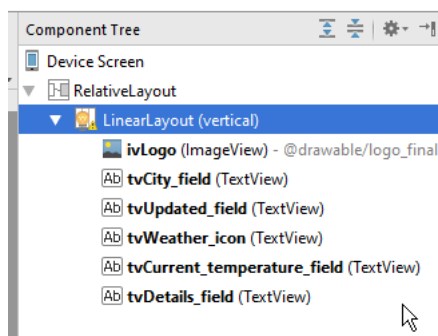 Component Tree
Device Screen
RelativeLayout
LinearLayout (vertical)
ivLogo (ImageView) - @drawable/logo_final
Ab tvCity_field (TextView)
Ab tvUpdated_field (TextView)
Ab tvWeather_icon (TextView)
Ab tvCurrent_temperature_field (TextView)
Ab tvDetails_field (TextView)